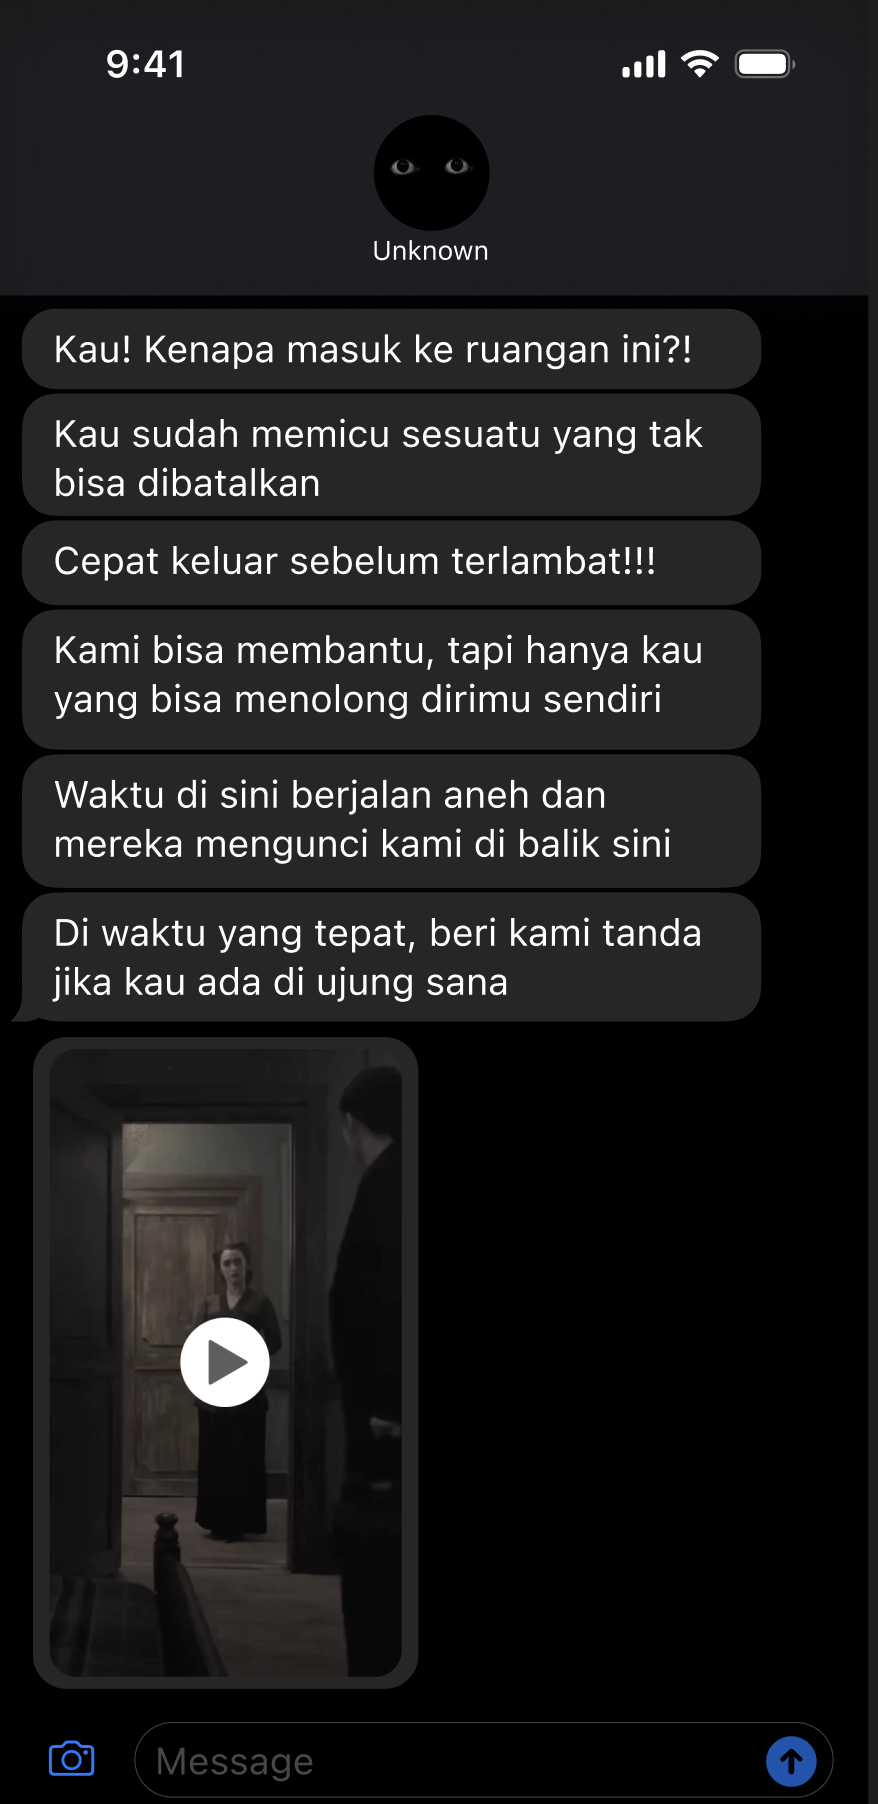 9:41
Unknown
Kau! Kenapa masuk ke ruangan ini?!
Kau sudah memicu sesuatu yang tak
bisa dibatalkan
Cepat keluar sebelum terlambat!!!
Kami bisa membantu, tapi hanya kau
yang bisa menolong dirimu sendiri
Waktu di sini berjalan aneh dan
mereka mengunci kami di balik sini
Di waktu yang tepat, beri kami tanda
jika kau ada di ujung sana
Message